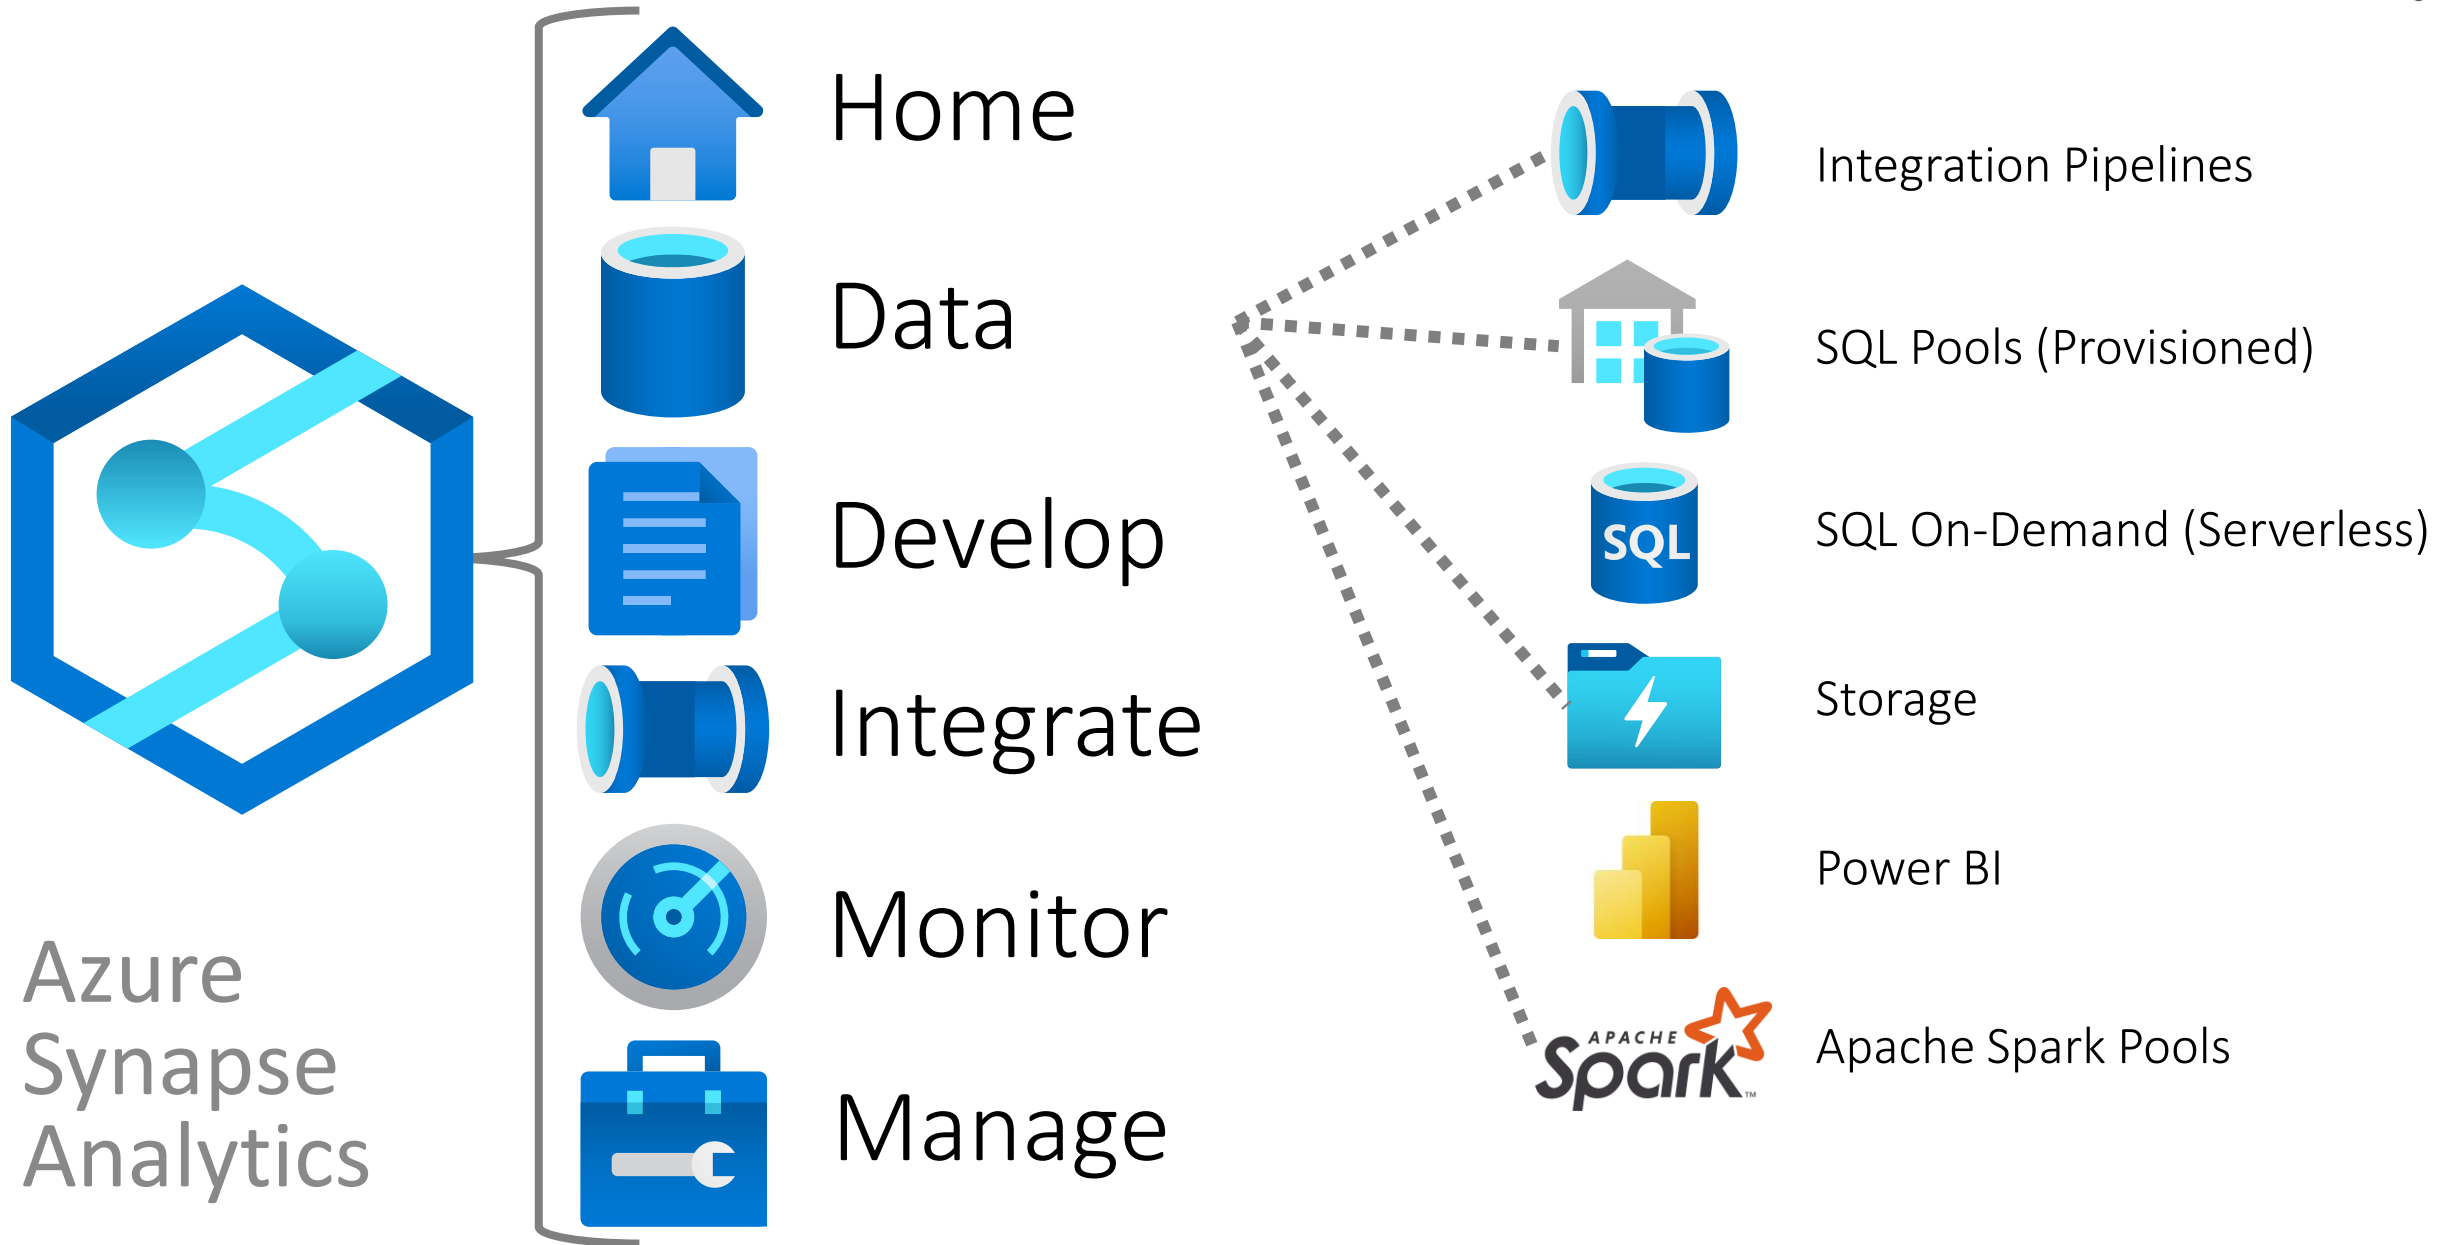 Home
Data
Develop
Integrate
Monitor
Manage
Azure
Synapse
Analytics
Integration Pipelines
SQL Pools (Provisioned)
SQL
SQL On-Demand (Serverless)
Storage
Power BI
APACHE
Spark™
Apache Spark Pools